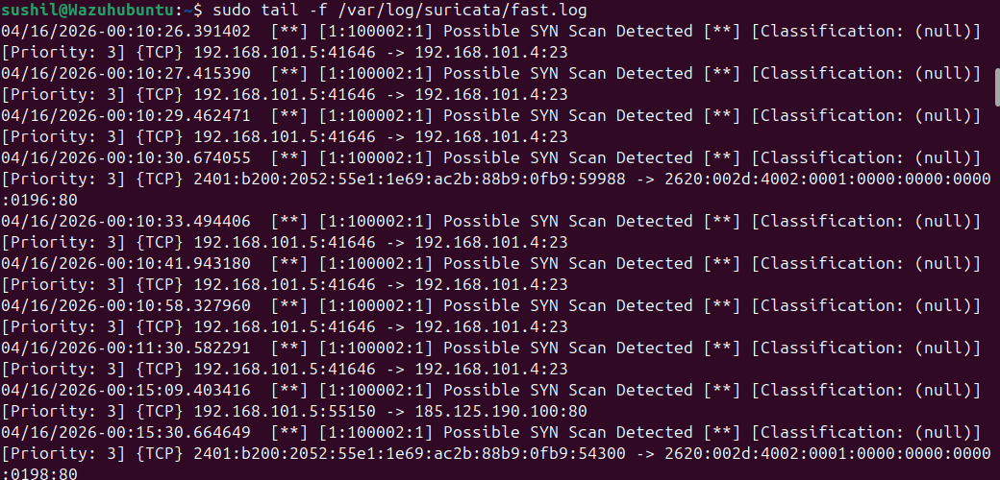 sushil@Wazuhubuntu:~$ sudo tail -f /var/log/suricata/fast.log
04/16/2026-00:10:26.391402  [**] [1:100002:1] Possible SYN Scan Detected [**] [Classification: (null)]
[Priority: 3] {TCP} 192.168.101.5:41646 -> 192.168.101.4:23
04/16/2026-00:10:27.415390  [**] [1:100002:1] Possible SYN Scan Detected [**] [Classification: (null)]
[Priority: 3] {TCP} 192.168.101.5:41646 -> 192.168.101.4:23
04/16/2026-00:10:29.462471  [**] [1:100002:1] Possible SYN Scan Detected [**] [Classification: (null)]
[Priority: 3] {TCP} 192.168.101.5:41646 -> 192.168.101.4:23
04/16/2026-00:10:30.674055  [**] [1:100002:1] Possible SYN Scan Detected [**] [Classification: (null)]
[Priority: 3] {TCP} 2401:b200:2052:55e1:1e69:ac2b:88b9:0fb9:59988 -> 2620:002d:4002:0001:0000:0000:0000
:0196:80
04/16/2026-00:10:33.494406  [**] [1:100002:1] Possible SYN Scan Detected [**] [Classification: (null)]
[Priority: 3] {TCP} 192.168.101.5:41646 -> 192.168.101.4:23
04/16/2026-00:10:41.943180  [**] [1:100002:1] Possible SYN Scan Detected [**] [Classification: (null)]
[Priority: 3] {TCP} 192.168.101.5:41646 -> 192.168.101.4:23
04/16/2026-00:10:58.327960  [**] [1:100002:1] Possible SYN Scan Detected [**] [Classification: (null)]
[Priority: 3] {TCP} 192.168.101.5:41646 -> 192.168.101.4:23
04/16/2026-00:11:30.582291  [**] [1:100002:1] Possible SYN Scan Detected [**] [Classification: (null)]
[Priority: 3] {TCP} 192.168.101.5:41646 -> 192.168.101.4:23
04/16/2026-00:15:09.403416  [**] [1:100002:1] Possible SYN Scan Detected [**] [Classification: (null)]
[Priority: 3] {TCP} 192.168.101.5:55150 -> 185.125.190.100:80
04/16/2026-00:15:30.664649  [**] [1:100002:1] Possible SYN Scan Detected [**] [Classification: (null)]
[Priority: 3] {TCP} 2401:b200:2052:55e1:1e69:ac2b:88b9:0fb9:54300 -> 2620:002d:4002:0001:0000:0000:0000
:0198:80